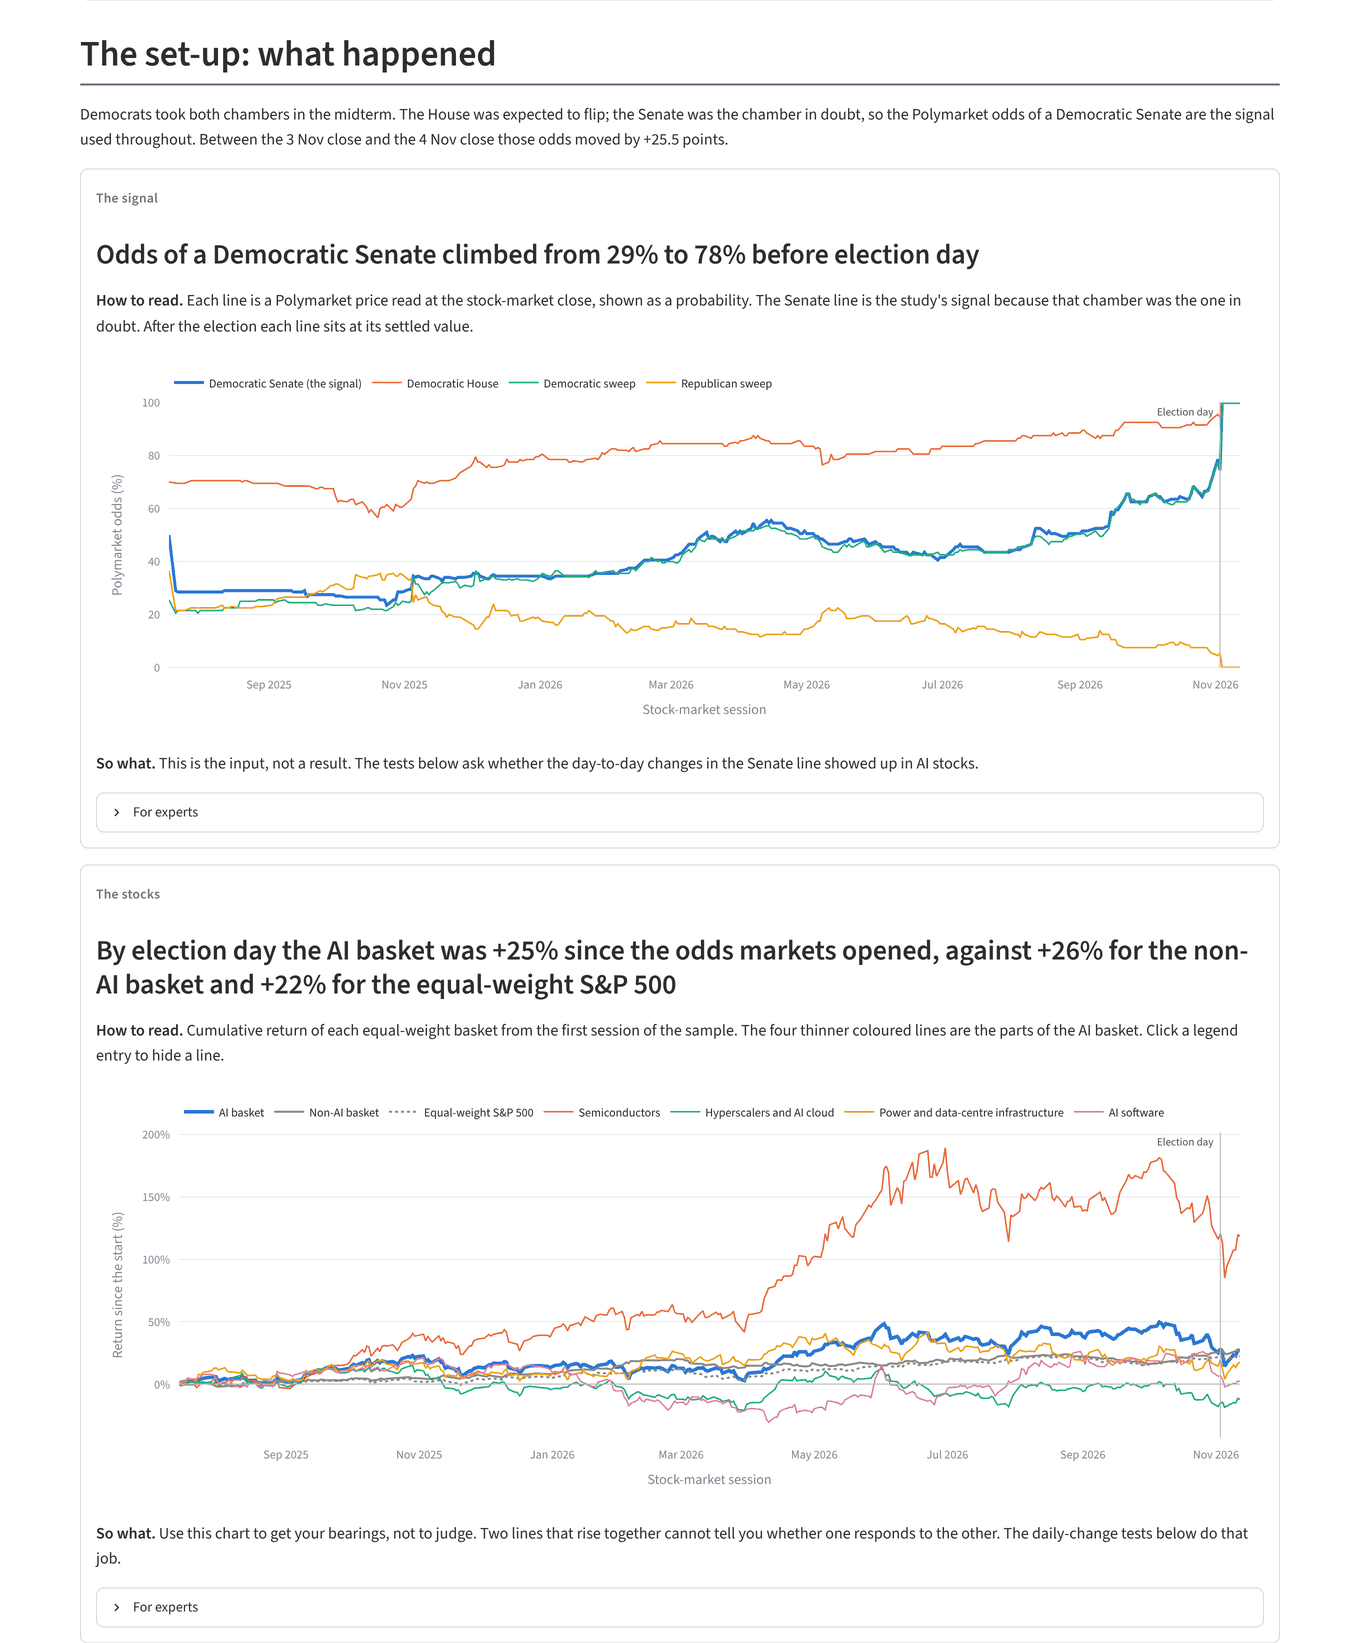 The set-up: what happened
Democrats took both chambers in the midterm. The House was expected to flip; the Senate was the chamber in doubt, so the Polymarket odds of a Democratic Senate are the signal
used throughout. Between the 3 Nov close and the 4 Nov close those odds moved by +25.5 points.
The signal
Odds of a Democratic Senate climbed from 29% to 78% before election day
How to read. Each line is a Polymarket price read at the stock-market close, shown as a probability. The Senate line is the study's signal because that chamber was the one in
doubt. After the election each line sits at its settled value.
Democratic Senate (the signal) Democratic House Democratic sweep Republican sweep
Election day
100
80
60
40
20
0
Polymarket odds (%)
Sep 2025 Nov 2025 Jan 2026 Mar 2026 May 2026 Jul 2026 Sep 2026 Nov 2026
Stock-market session
So what. This is the input, not a result. The tests below ask whether the day-to-day changes in the Senate line showed up in AI stocks.
For experts
The stocks
By election day the AI basket was +25% since the odds markets opened, against +26% for the non-
AI basket and +22% for the equal-weight S&P 500
How to read. Cumulative return of each equal-weight basket from the first session of the sample. The four thinner coloured lines are the parts of the AI basket. Click a legend
entry to hide a line.
AI basket Non-AI basket Equal-weight S&P 500 Semiconductors Hyperscalers and AI cloud Power and data-centre infrastructure AI software
Election day
200%
150%
100%
50%
0%
Return since the start (%)
Sep 2025 Nov 2025 Jan 2026 Mar 2026 May 2026 Jul 2026 Sep 2026 Nov 2026
Stock-market session
So what. Use this chart to get your bearings, not to judge. Two lines that rise together cannot tell you whether one responds to the other. The daily-change tests below do that
job.
For experts